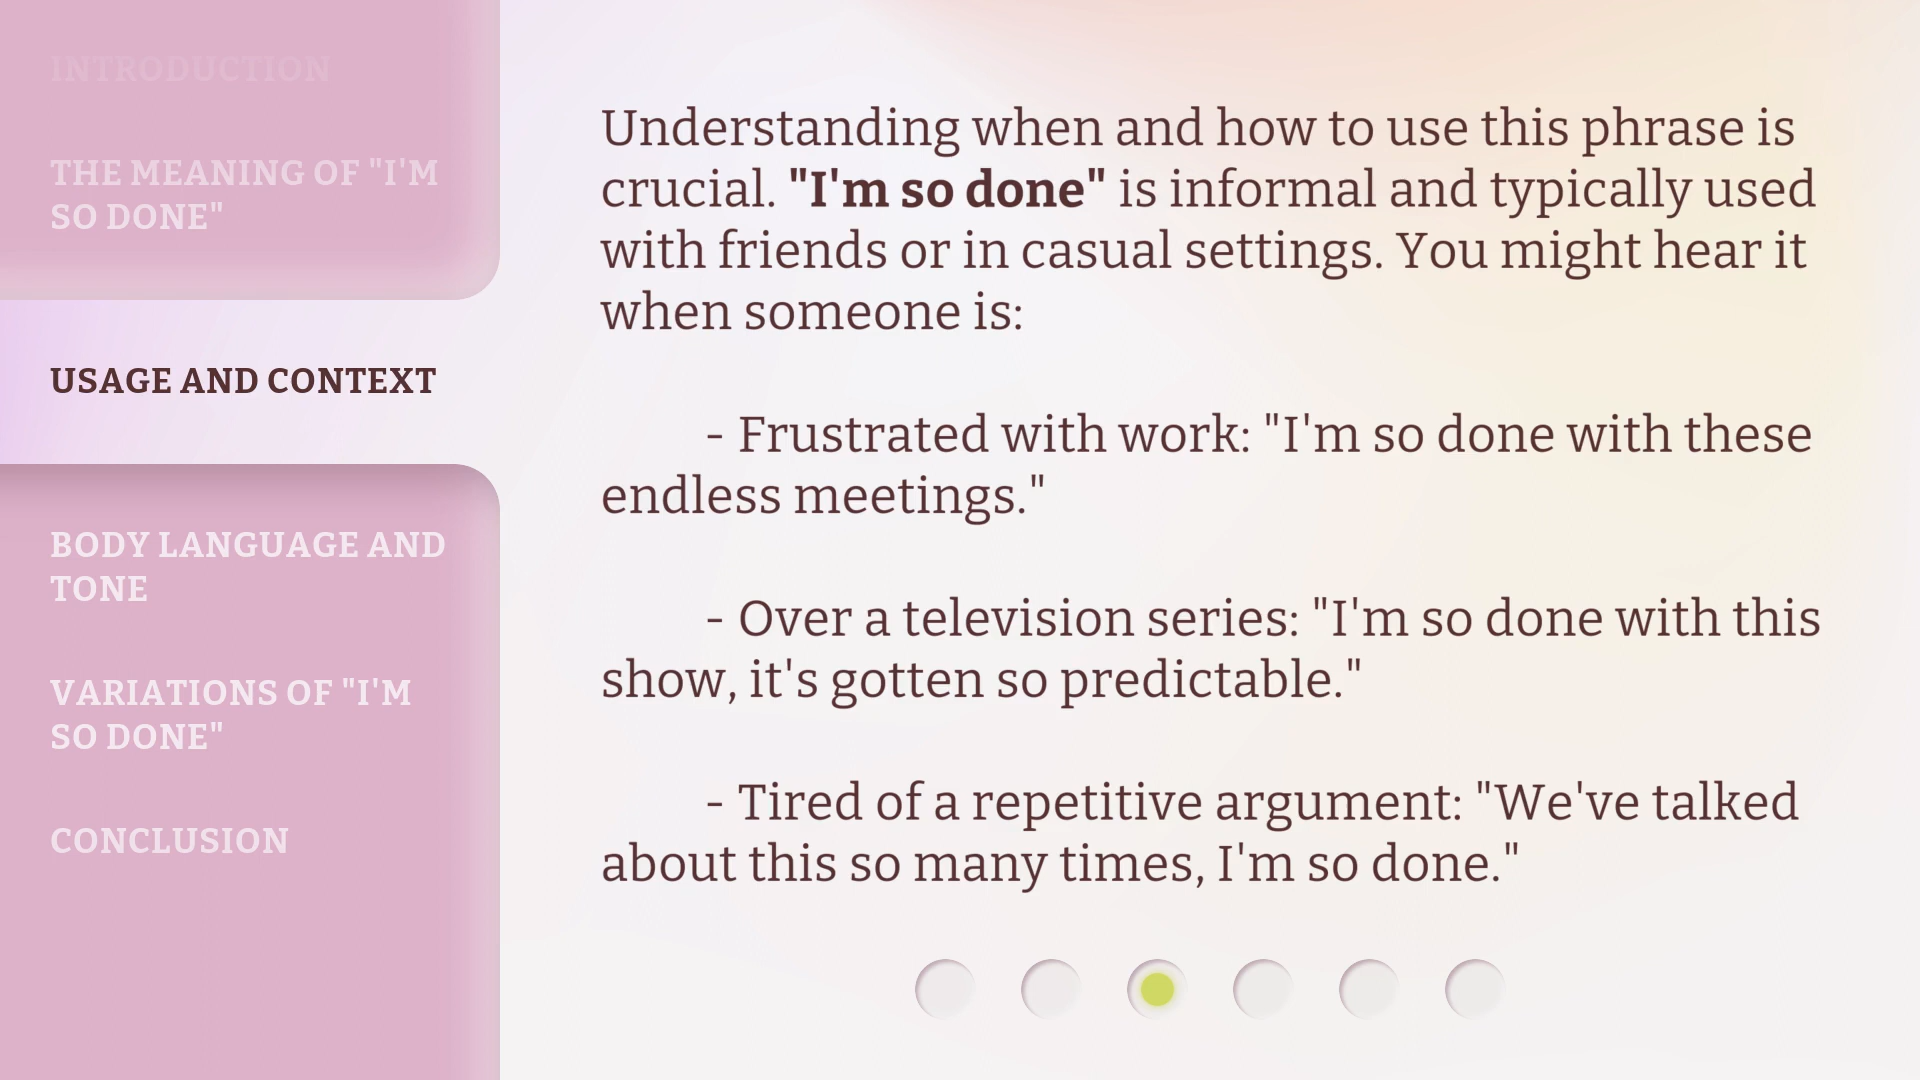 INTRODUCTION
THE MEANING OF "I'M
SO DONE"
USAGE AND CONTEXT
BODY LANGUAGE AND
TONE
VARIATIONS OF "I'M
SO DONE"
CONCLUSION
Understanding when and how to use this phrase is
crucial. "I'm so done" is informal and typically used
with friends or in casual settings. You might hear it
when someone is:
- Frustrated with work: "I'm so done with these
endless meetings."
- Over a television series: "I'm so done with this
show, it's gotten so predictable."
- Tired of a repetitive argument: "We've talked
about this so many times, I'm so done."